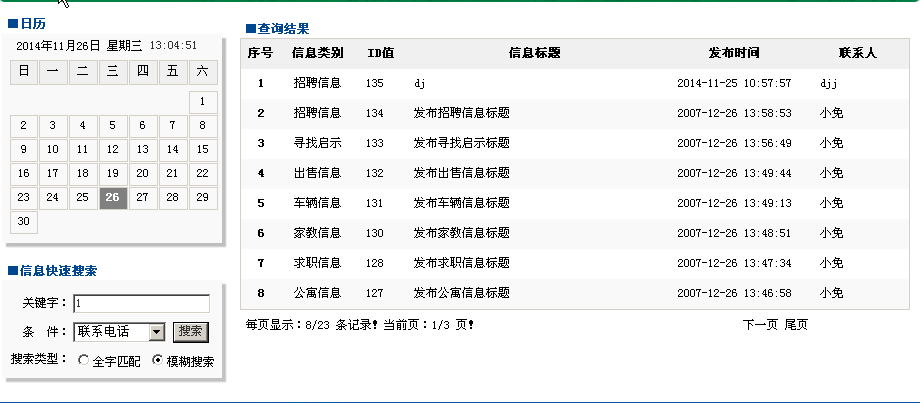 日历
2014年11月26日 星期三 13:04:51
日 一 二 三 四 五 六
1
2 3 4 5 6 7 8
9 10 11 12 13 14 15
16 17 18 19 20 21 22
23 24 25 26 27 28 29
30
信息快速搜索
关键字：1
条 件：联系电话 搜索
搜索类型： 全字匹配 模糊搜索
查询结果
序号 信息类别 ID值 信息标题 发布时间 联系人
1 招聘信息 135 dj 2014-11-25 10:57:57 djj
2 招聘信息 134 发布招聘信息标题 2007-12-26 13:58:53 小免
3 寻找启示 133 发布寻找启示标题 2007-12-26 13:56:49 小免
4 出售信息 132 发布出售信息标题 2007-12-26 13:49:44 小免
5 车辆信息 131 发布车辆信息标题 2007-12-26 13:49:13 小免
6 家教信息 130 发布家教信息标题 2007-12-26 13:48:51 小免
7 求职信息 128 发布求职信息标题 2007-12-26 13:47:34 小免
8 公寓信息 127 发布公寓信息标题 2007-12-26 13:46:58 小免
每页显示：8/23 条记录! 当前页：1/3 页! 下一页 尾页